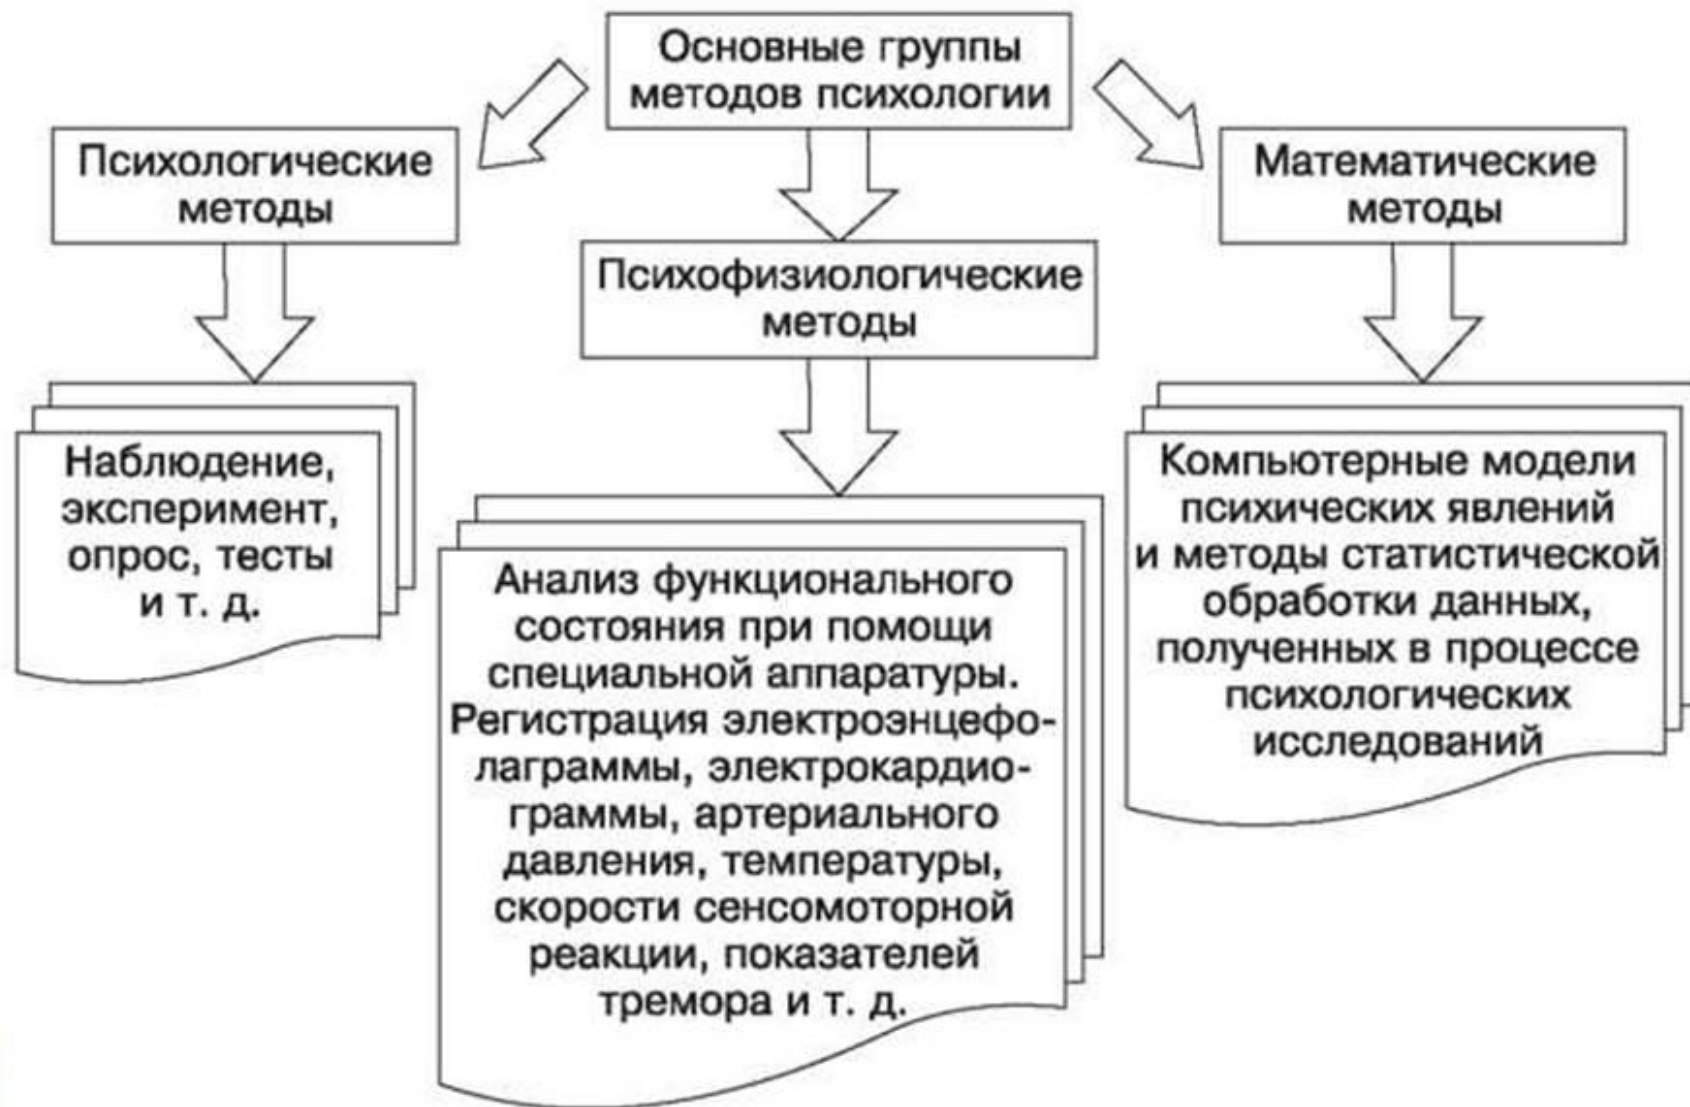 Основные группы
методов психологии
Психологические
методы
Наблюдение,
эксперимент,
опрос, тесты
и т. д.
Психофизиологические
методы
Анализ функционального
состояния при помощи
специальной аппаратуры.
Регистрация электроэнцефо-
лаграммы, электрокардио-
граммы, артериального
давления, температуры,
скорости сенсомоторной
реакции, показателей
тремора и т. д.
Математические
методы
Компьютерные модели
психических явлений
и методы статистической
обработки данных,
полученных в процессе
психологических
исследований